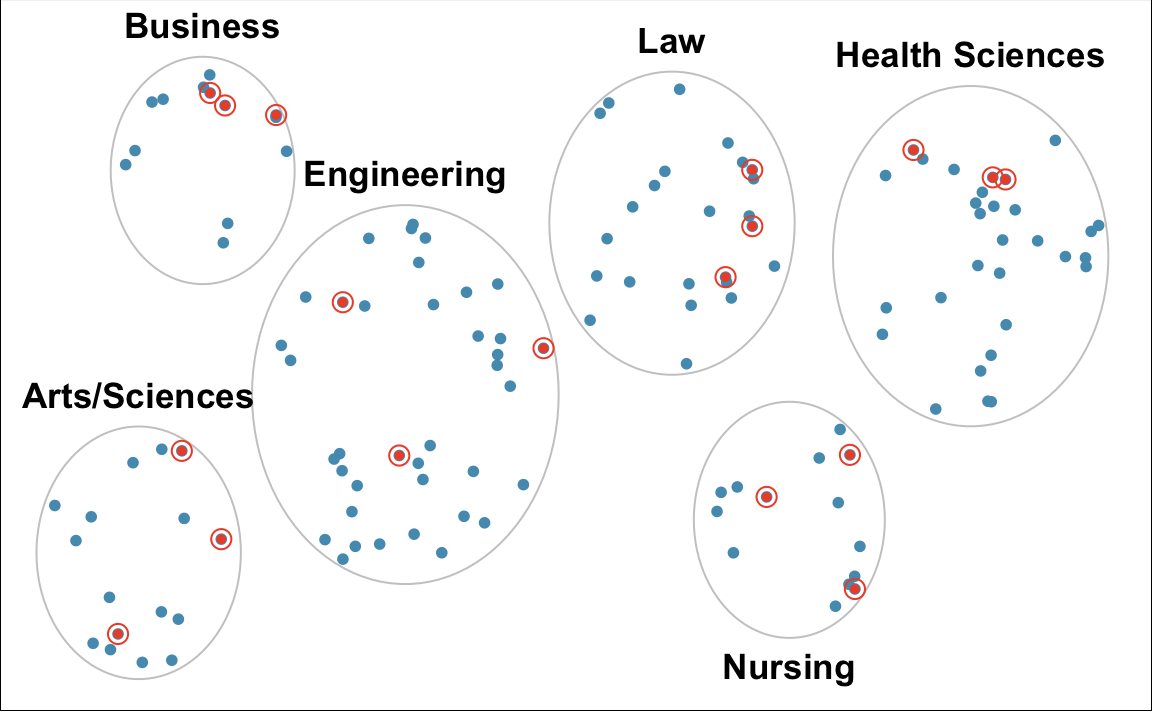 Business
Law
Health Sciences
Engineering
Arts/Sciences
Nursing